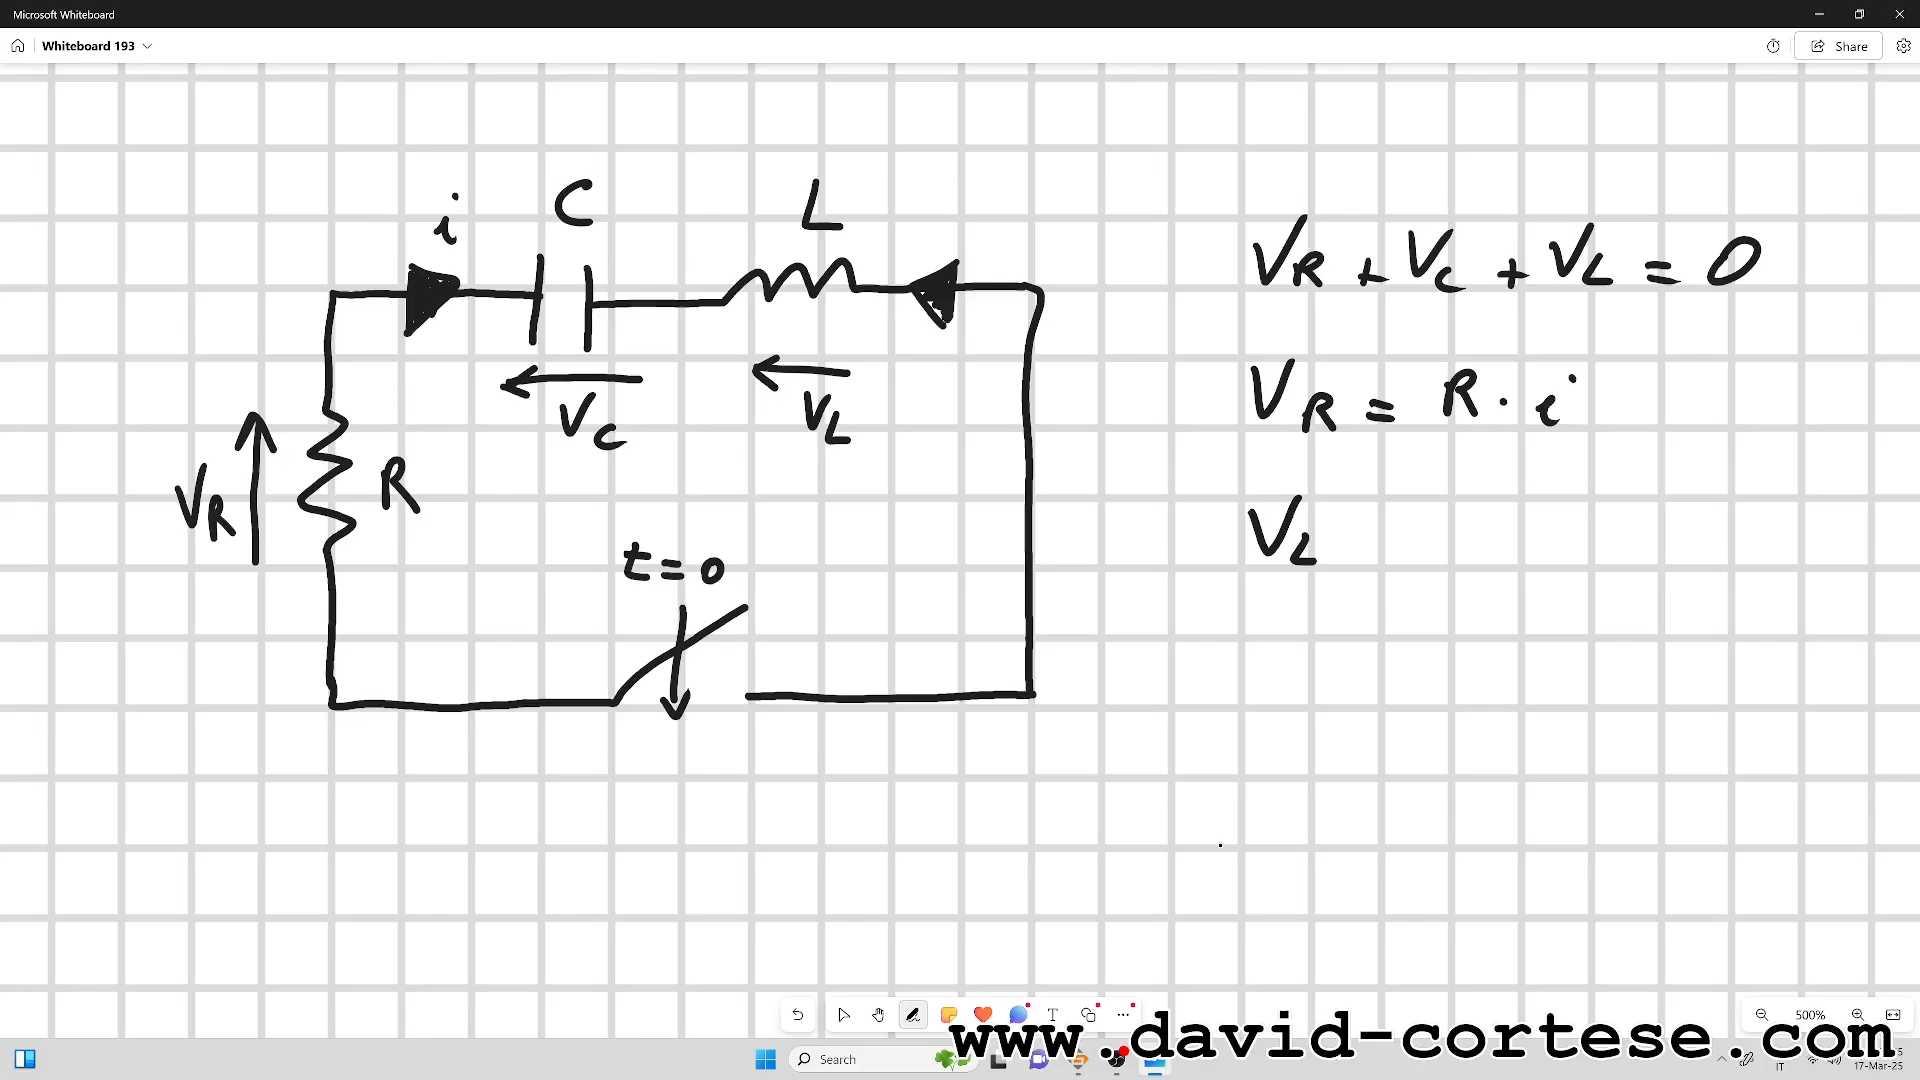 Microsoft Whiteboard
Whiteboard 193
Share
i
C
L
V_C
V_L
V_R
R
t = 0
V_R + V_C + V_L = 0
V_R = R · i
V_L
500%
www.david-cortese.com
Search
IT
17-Mar-25